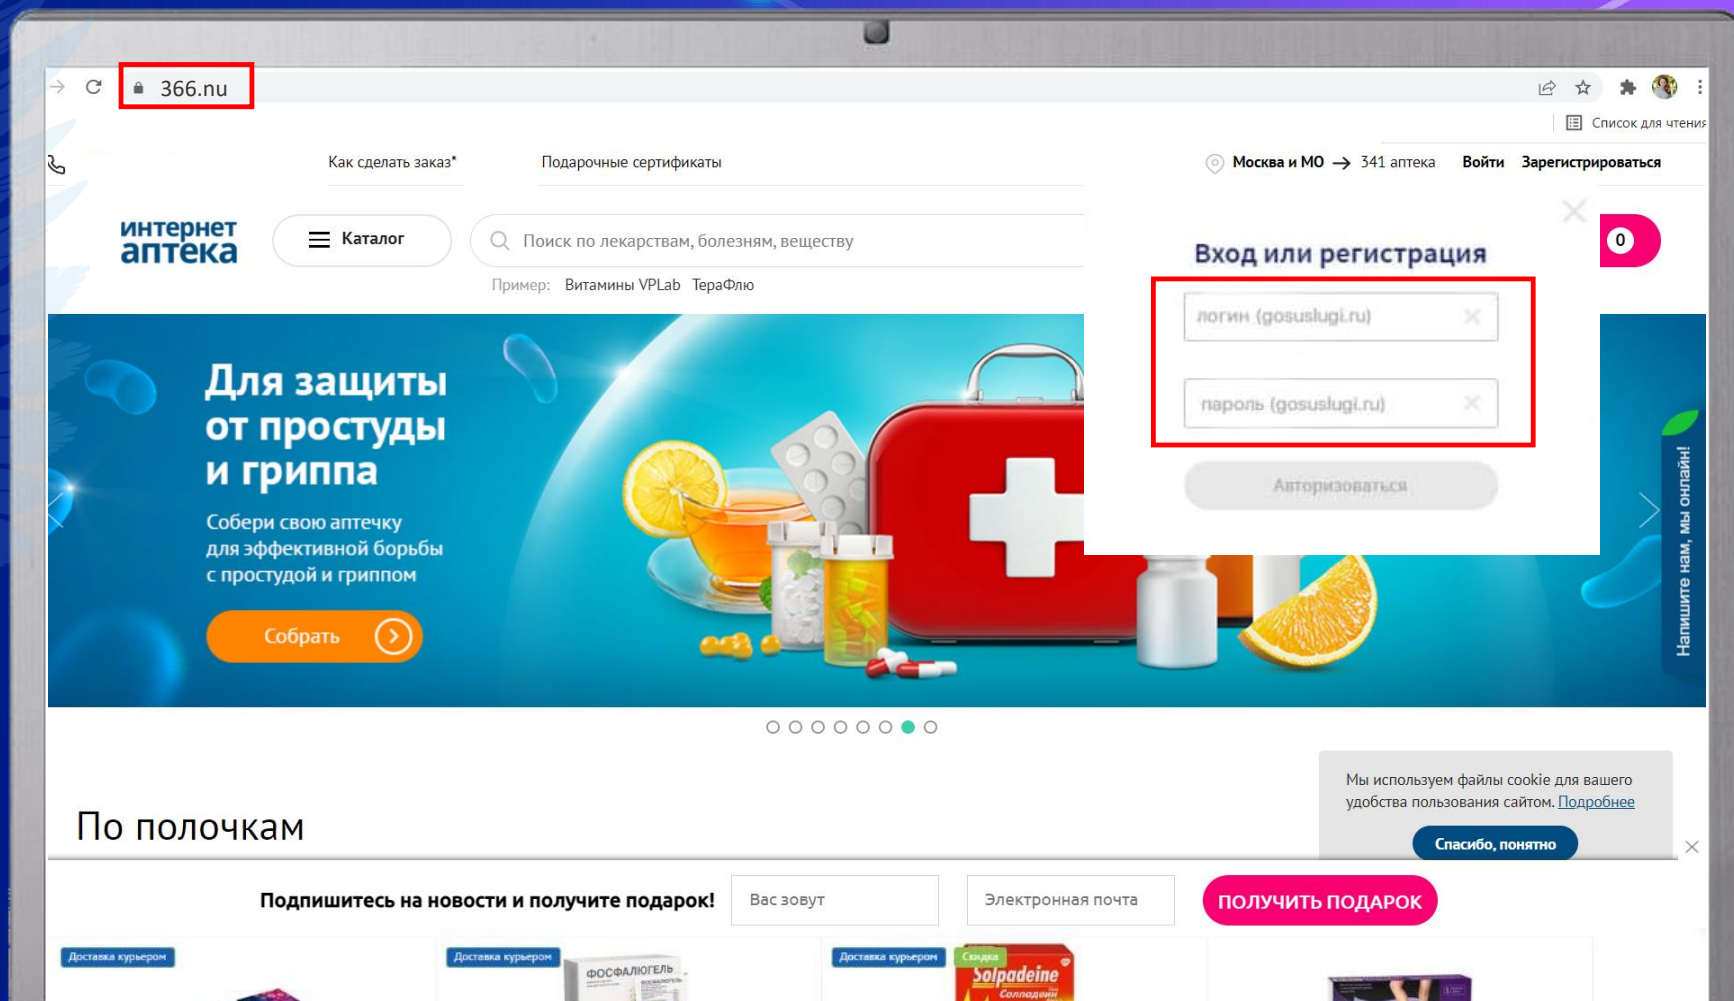 366.nu
Список для чтения
Как сделать заказ*
Подарочные сертификаты
Москва и МО → 341 аптека
Войти
Зарегистрироваться
интернет
аптека
Каталог
Поиск по лекарствам, болезням, веществу
0
Пример: Витамины VPLab ТераФлю
Вход или регистрация
логин (gosuslugi.ru)
пароль (gosuslugi.ru)
Авторизоваться
Для защиты
от простуды
и гриппа
Собери свою аптечку
для эффективной борьбы
с простудой и гриппом
Собрать
Напишите нам, мы онлайн!
Мы используем файлы cookie для вашего
удобства пользования сайтом. Подробнее
Спасибо, понятно
По полочкам
Подпишитесь на новости и получите подарок!
Вас зовут
Электронная почта
ПОЛУЧИТЬ ПОДАРОК
Доставка курьером
Доставка курьером
ФОСФАЛЮГЕЛЬ
Доставка курьером
Скидка
Solpadeine
Солпадеин